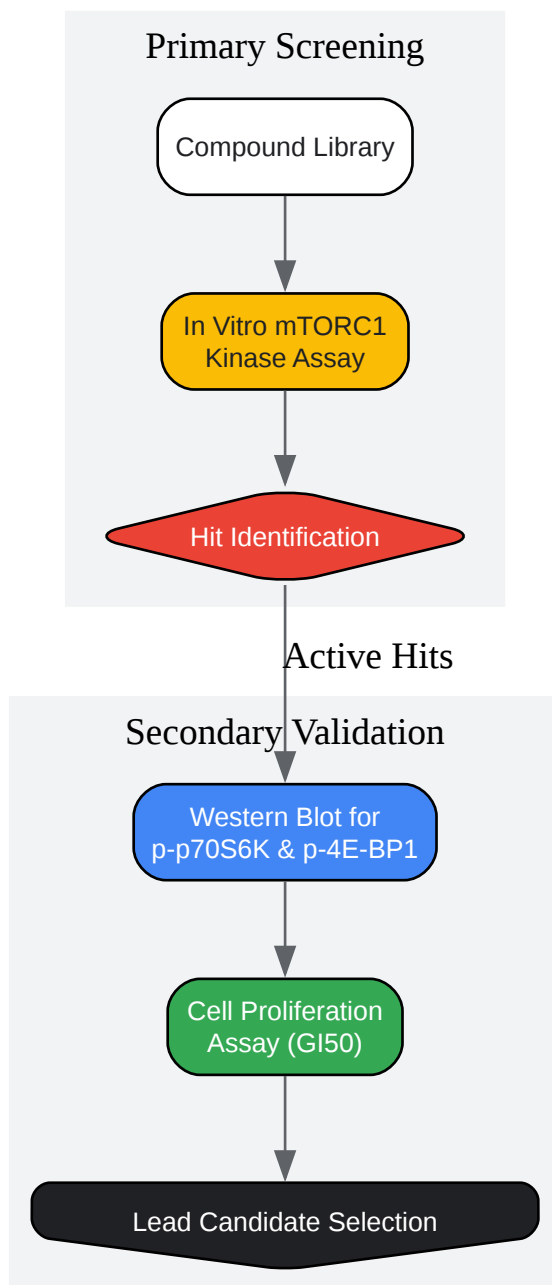 Primary Screening
Compound Library
In Vitro mTORC1
Kinase Assay
Hit Identification
Active Hits
Secondary Validation
Western Blot for
p-p70S6K & p-4E-BP1
Cell Proliferation
Assay (GI50)
Lead Candidate Selection